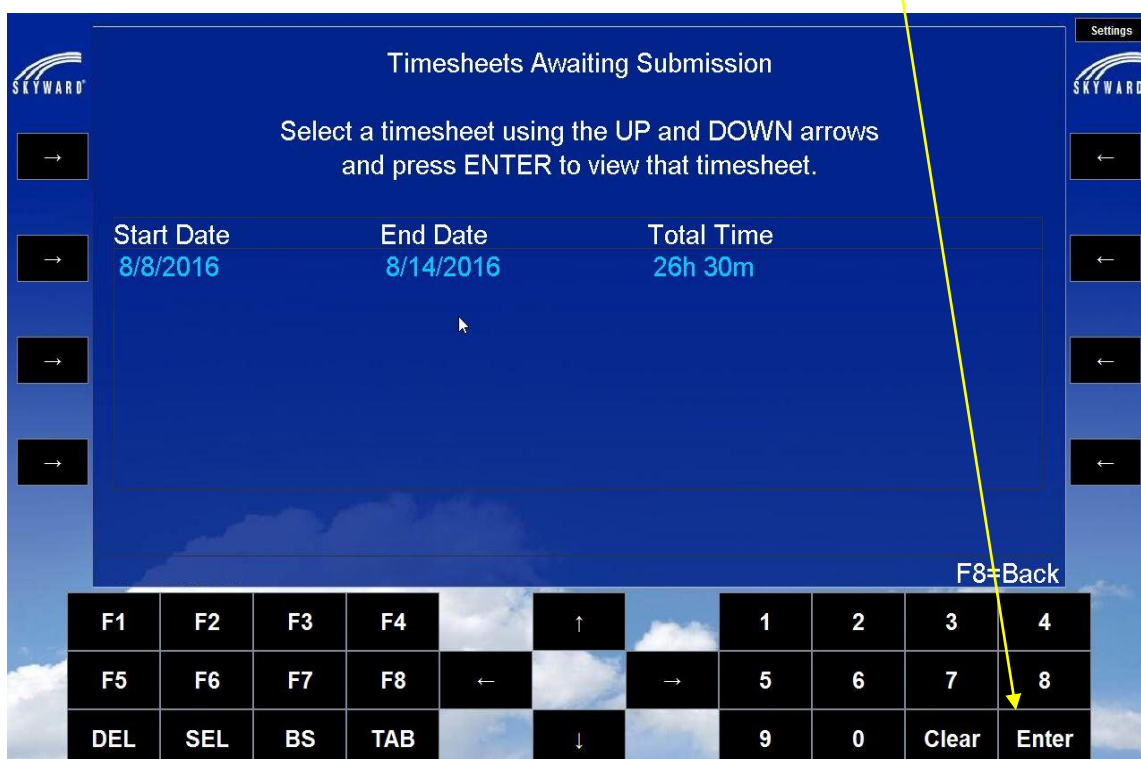 Settings
SKYWARD®
SKYWARD
Timesheets Awaiting Submission
Select a timesheet using the UP and DOWN arrows
and press ENTER to view that timesheet.
Start Date End Date Total Time
8/8/2016 8/14/2016 26h 30m
→ ←
→ ←
→ ←
→ ←
F8=Back
F1 F2 F3 F4 ↑ 1 2 3 4
F5 F6 F7 F8 ← → 5 6 7 8
DEL SEL BS TAB ↓ 9 0 Clear Enter